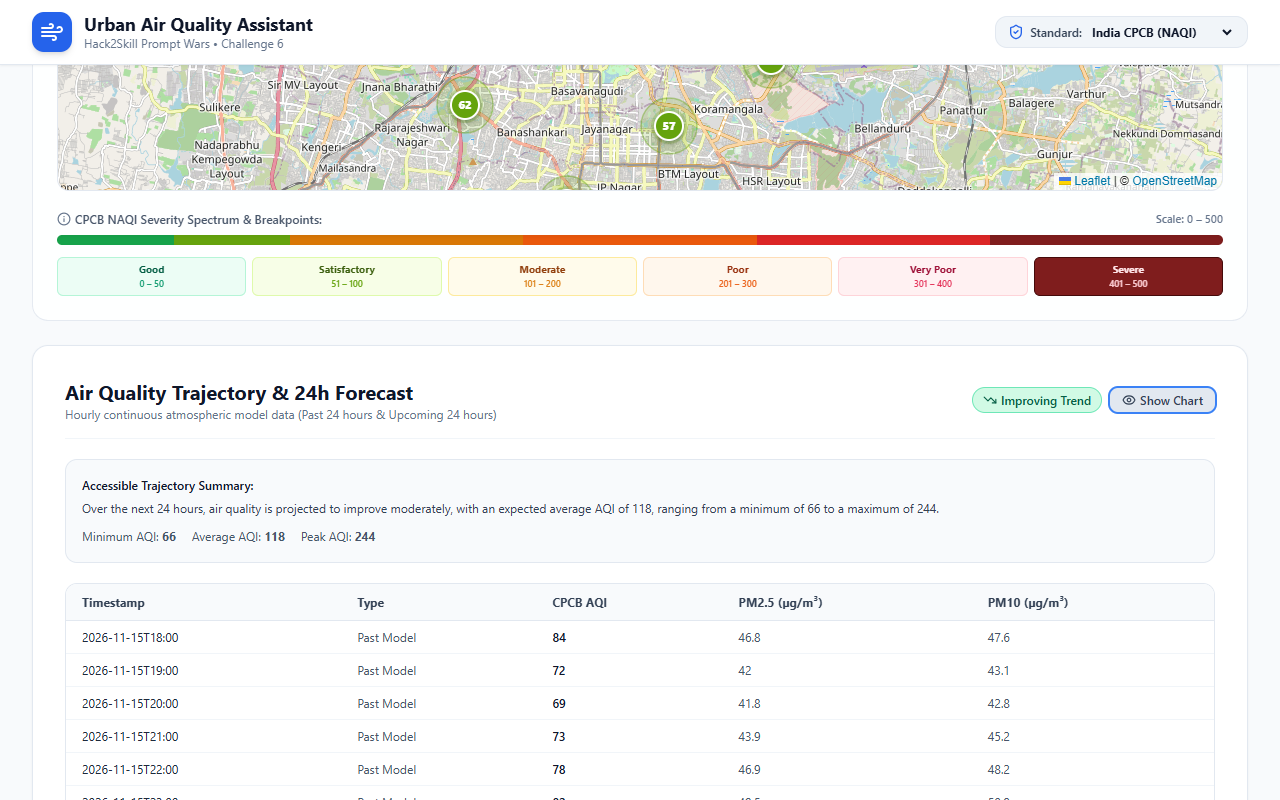 Urban Air Quality Assistant
Hack2Skill Prompt Wars • Challenge 6
Standard: India CPCB (NAQI)
Sir MV Layout
Jnana Bharathi
Basavanagudi
Varthur
Sulikere
62
Koramangala
Panathur
Balagere
Mutsandra
Rajarajeshwari
Nagar
Banashankari
Jayanagar
57
Bellanduru
Nekkundi Dommasand
Nadaprabhu
Kempegowda
Layout
Kengeri
Mailasandra
BTM Layout
HSR Layout
Gunjur
JP Nagar
Leaflet | © OpenStreetMap
CPCB NAQI Severity Spectrum & Breakpoints:
Scale: 0 – 500
Good
0 – 50
Satisfactory
51 – 100
Moderate
101 – 200
Poor
201 – 300
Very Poor
301 – 400
Severe
401 – 500
Air Quality Trajectory & 24h Forecast
Hourly continuous atmospheric model data (Past 24 hours & Upcoming 24 hours)
Improving Trend
Show Chart
Accessible Trajectory Summary:
Over the next 24 hours, air quality is projected to improve moderately, with an expected average AQI of 118, ranging from a minimum of 66 to a maximum of 244.
Minimum AQI: 66 Average AQI: 118 Peak AQI: 244
Timestamp Type CPCB AQI PM2.5 (µg/m³) PM10 (µg/m³)
2026-11-15T18:00 Past Model 84 46.8 47.6
2026-11-15T19:00 Past Model 72 42 43.1
2026-11-15T20:00 Past Model 69 41.8 42.8
2026-11-15T21:00 Past Model 73 43.9 45.2
2026-11-15T22:00 Past Model 78 46.9 48.2